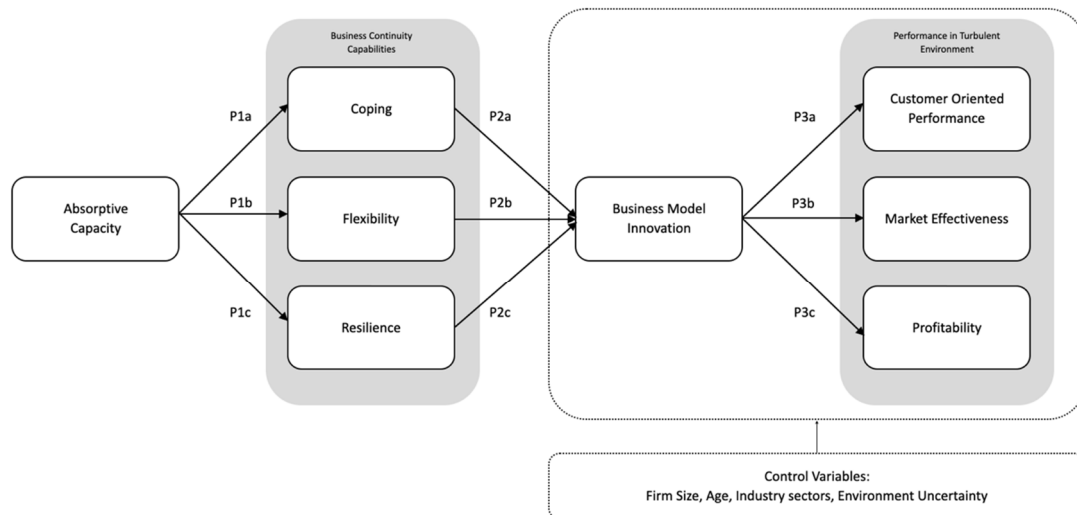 Business Continuity
Capabilities
Performance in Turbulent
Environment
Coping
Customer Oriented
Performance
P1a
P2a
P3a
Absorptive
Capacity
P1b
Flexibility
P2b
Business Model
Innovation
P3b
Market Effectiveness
P1c
Resilience
P2c
P3c
Profitability
Control Variables:
Firm Size, Age, Industry sectors, Environment Uncertainty